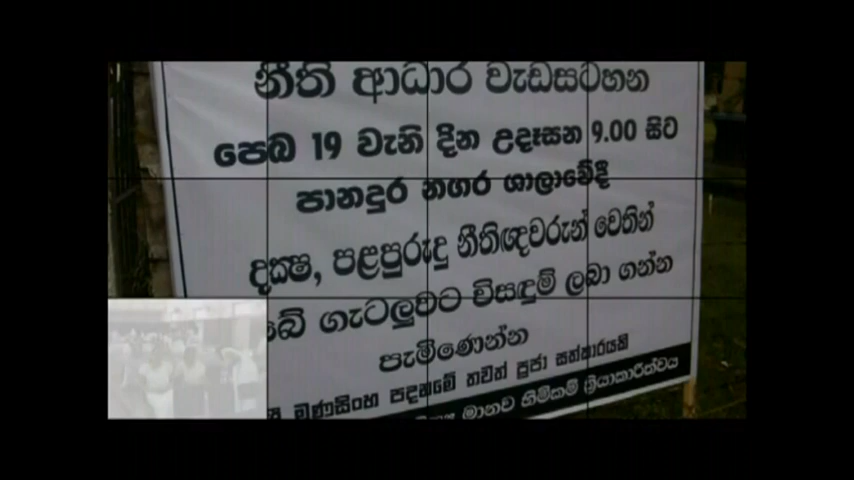 නීති ආධාර වැඩසටහන
පෙබ 19 වැනි දින උදෑසන 9.00 සිට
පානදුර නගර ශාලාවේදී
දක්ෂ, පළපුරුදු නීතිඥවරුන් වෙතින්
බේ ගැටලුවට විසඳුම් ලබා ගන්න
පැමිණෙන්න
මුණසිංහ පදනමේ තවත් පුජා සත්කාරයකි
මානව හිමිකම් ක්‍රියාකාරීත්වය